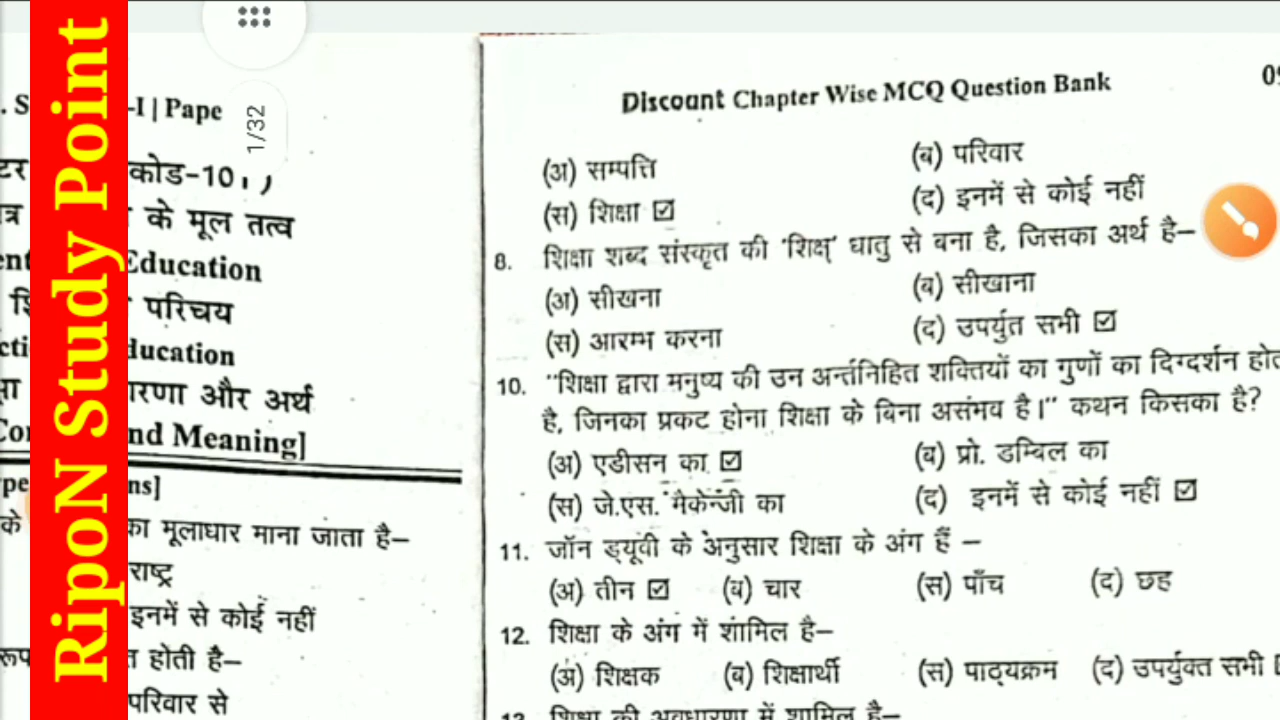 RipoN Study Point
1/32
-I | Pape
कोड-10
के मूल तत्व
Education
परिचय
ducation
रणा और अर्थ
nd Meaning]
ns]
का मूलाधार माना जाता है–
राष्ट्र
इनमें से कोई नहीं
होती है–
परिवार से
Discount Chapter Wise MCQ Question Bank
(अ) सम्पत्ति (ब) परिवार
(स) शिक्षा ☑ (द) इनमें से कोई नहीं
8. शिक्षा शब्द संस्कृत की 'शिक्ष्' धातु से बना है, जिसका अर्थ है–
(अ) सीखना (ब) सीखाना
(स) आरम्भ करना (द) उपर्युत सभी ☑
10. "शिक्षा द्वारा मनुष्य की उन अर्न्तनिहित शक्तियों का गुणों का दिग्दर्शन होत
है, जिनका प्रकट होना शिक्षा के बिना असंभव है।" कथन किसका है?
(अ) एडीसन का ☑ (ब) प्रो. डम्बिल का
(स) जे.एस. मैकेन्जी का (द) इनमें से कोई नहीं ☑
11. जॉन ड्यूवी के अनुसार शिक्षा के अंग हैं –
(अ) तीन ☑ (ब) चार (स) पाँच (द) छह
12. शिक्षा के अंग में शामिल है–
(अ) शिक्षक (ब) शिक्षार्थी (स) पाठ्यक्रम (द) उपर्युक्त सभी
13. शिक्षा की अवधारणा में शामिल है–